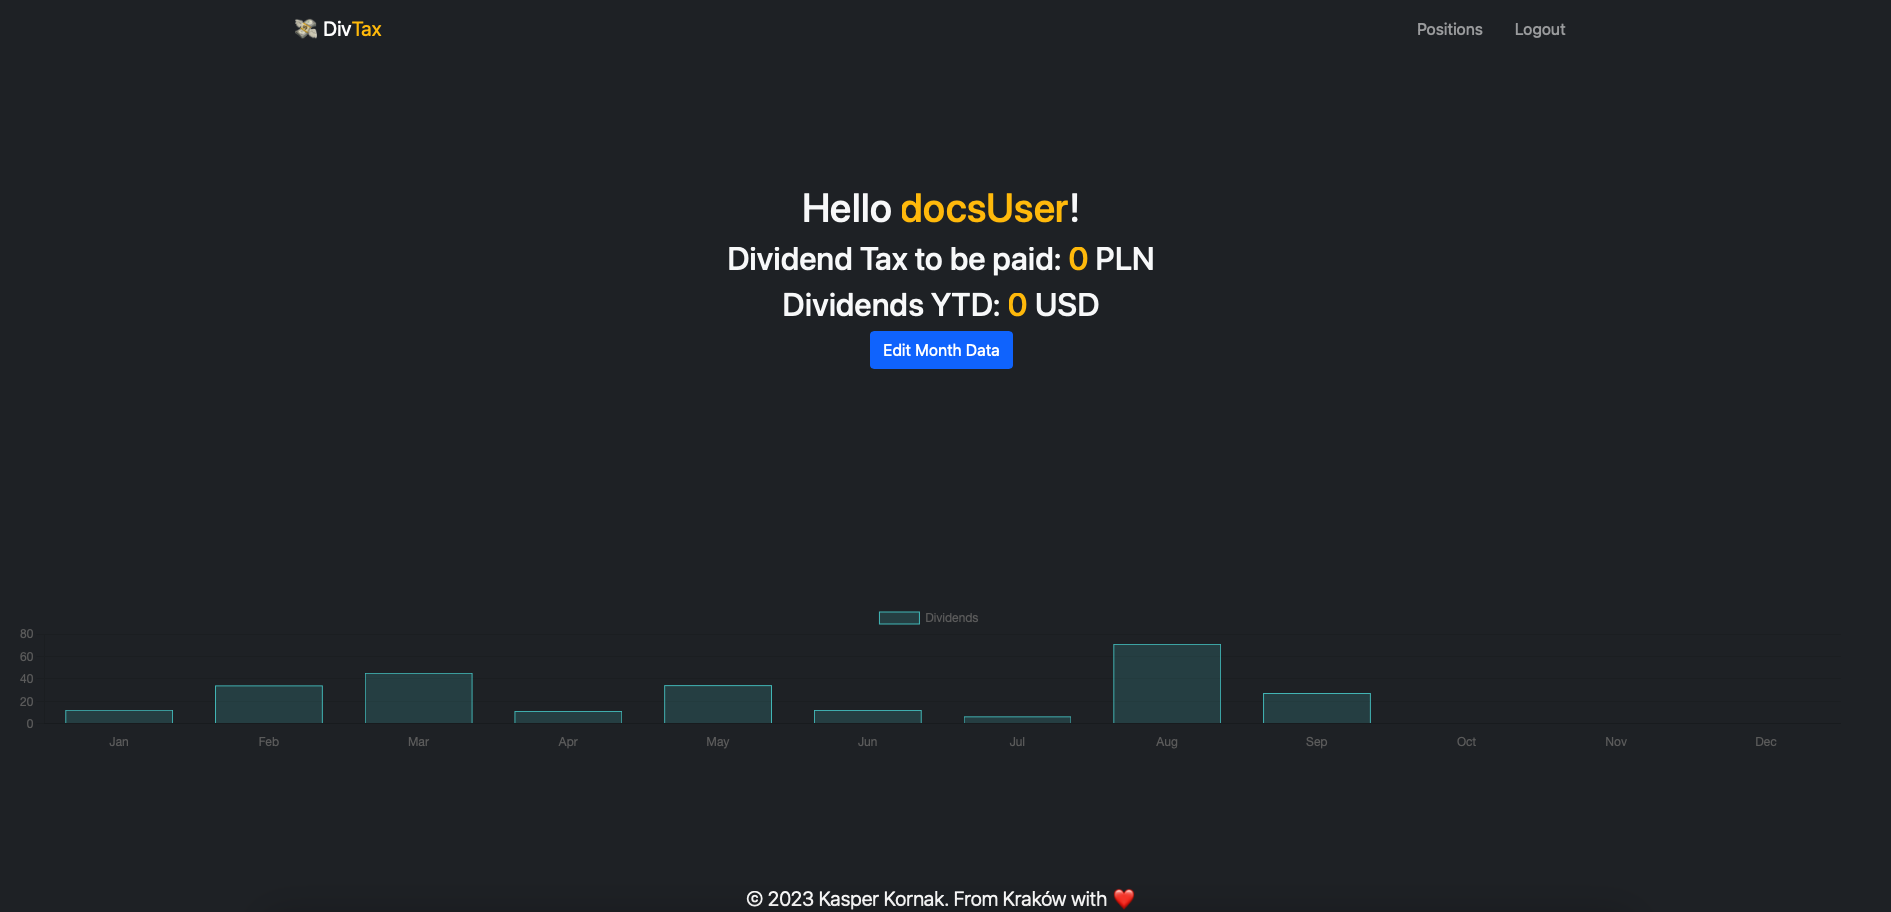 💸 DivTax
Positions Logout
Hello docsUser!
Dividend Tax to be paid: 0 PLN
Dividends YTD: 0 USD
Edit Month Data
Dividends
80
60
40
20
0
Jan Feb Mar Apr May Jun Jul Aug Sep Oct Nov Dec
© 2023 Kasper Kornak. From Kraków with ❤️